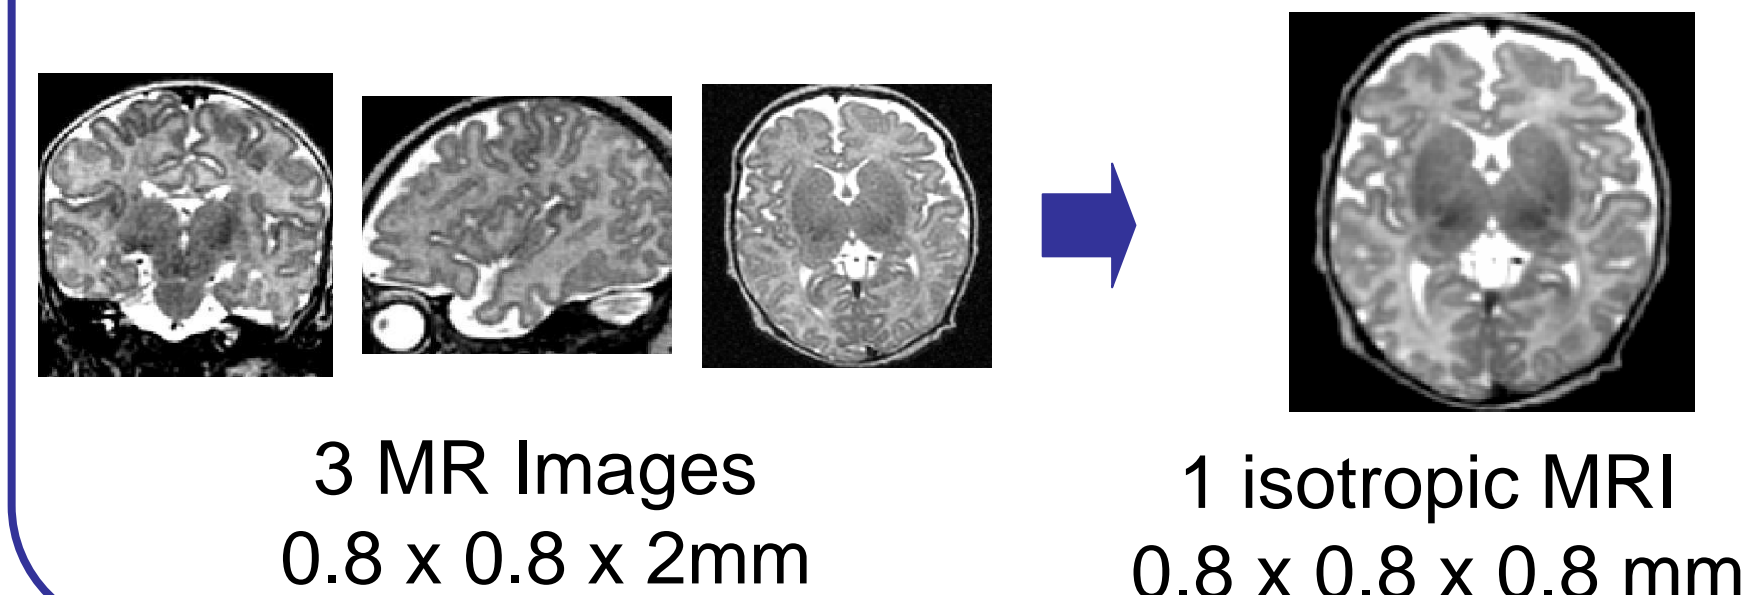 3 MR Images
0.8 x 0.8 x 2mm
1 isotropic MRI
0.8 x 0.8 x 0.8 mm